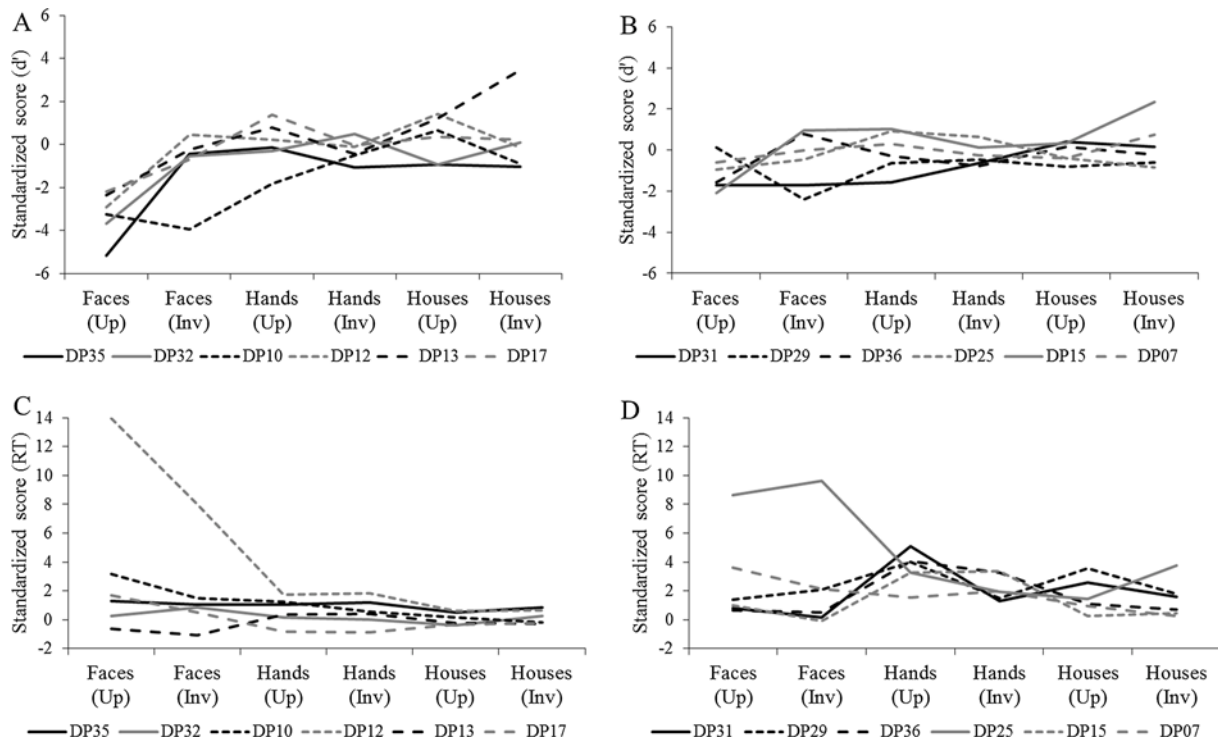 A
Standardized score (d')
6
4
2
0
-2
-4
-6
Faces (Up)
Faces (Inv)
Hands (Up)
Hands (Inv)
Houses (Up)
Houses (Inv)
DP35 DP32 DP10 DP12 DP13 DP17
B
Standardized score (d')
6
4
2
0
-2
-4
-6
Faces (Up)
Faces (Inv)
Hands (Up)
Hands (Inv)
Houses (Up)
Houses (Inv)
DP31 DP29 DP36 DP25 DP15 DP07
C
Standardized score (RT)
14
12
10
8
6
4
2
0
-2
Faces (Up)
Faces (Inv)
Hands (Up)
Hands (Inv)
Houses (Up)
Houses (Inv)
DP35 DP32 DP10 DP12 DP13 DP17
D
Standardized score (RT)
14
12
10
8
6
4
2
0
-2
Faces (Up)
Faces (Inv)
Hands (Up)
Hands (Inv)
Houses (Up)
Houses (Inv)
DP31 DP29 DP36 DP25 DP15 DP07